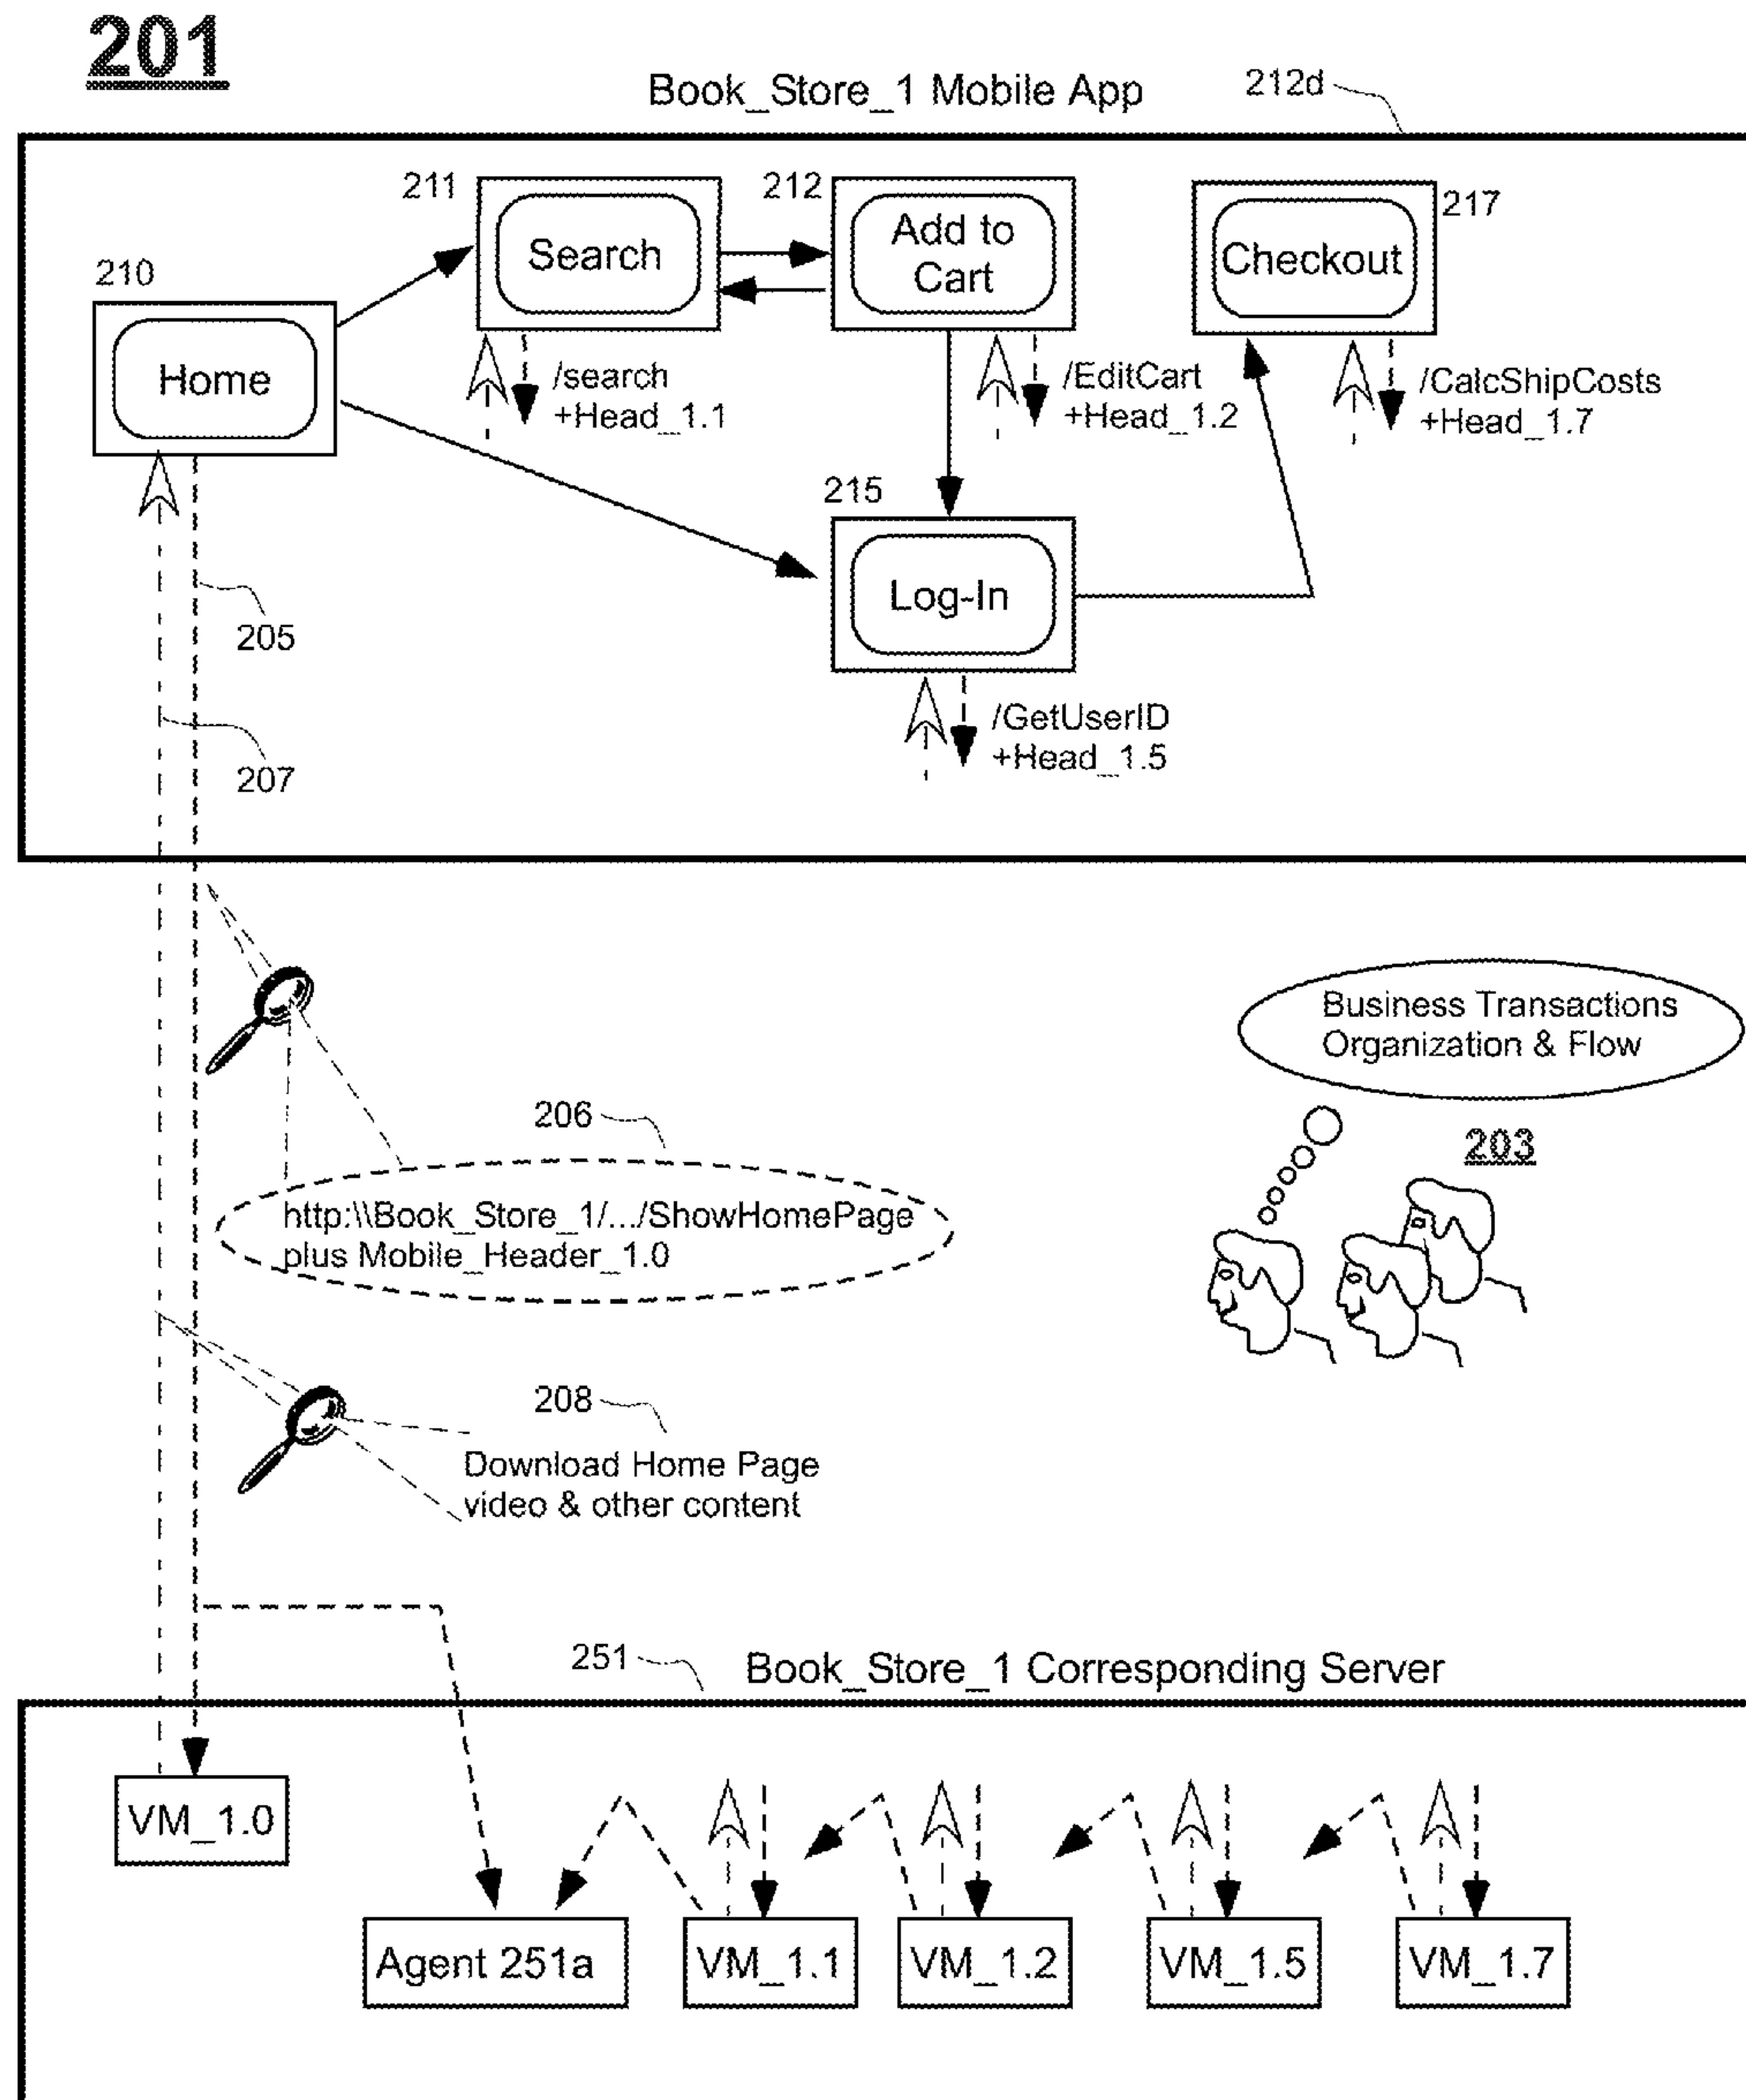 201
Book_Store_1 Mobile App
212d
211
212
217
Search
Add to
Cart
Checkout
210
Home
/search
+Head_1.1
/EditCart
+Head_1.2
/CalcShipCosts
+Head_1.7
215
Log-In
205
/GetUserID
+Head_1.5
207
Business Transactions
Organization & Flow
206
203
http:\\Book_Store_1/.../ShowHomePage
plus Mobile_Header_1.0
208
Download Home Page
video & other content
251
Book_Store_1 Corresponding Server
VM_1.0
Agent 251a
VM_1.1
VM_1.2
VM_1.5
VM_1.7